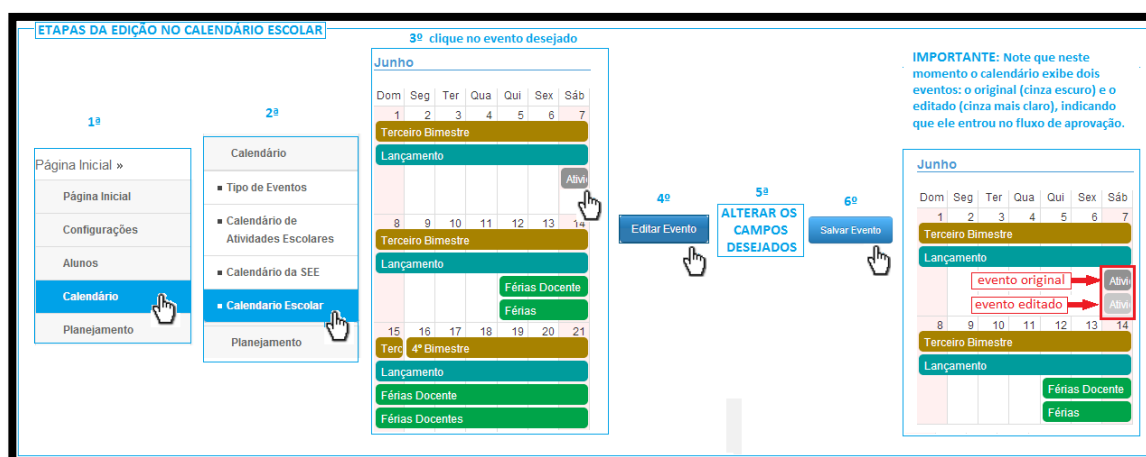 ETAPAS DA EDIÇÃO NO CALENDÁRIO ESCOLAR
1ª
Página Inicial »
Página Inicial
Configurações
Alunos
Calendário
Planejamento
2ª
Calendário
Tipo de Eventos
Calendário de
Atividades Escolares
Calendário da SEE
Calendario Escolar
Planejamento
3º clique no evento desejado
Junho
Dom Seg Ter Qua Qui Sex Sáb
1 2 3 4 5 6 7
Terceiro Bimestre
Lançamento
Ativi
8 9 10 11 12 13 14
Terceiro Bimestre
Lançamento
Férias Docente
Férias
15 16 17 18 19 20 21
Terc 4º Bimestre
Lançamento
Férias Docente
Férias Docentes
4º
Editar Evento
5ª
ALTERAR OS
CAMPOS
DESEJADOS
6º
Salvar Evento
IMPORTANTE: Note que neste
momento o calendário exibe dois
eventos: o original (cinza escuro) e o
editado (cinza mais claro), indicando
que ele entrou no fluxo de aprovação.
Junho
Dom Seg Ter Qua Qui Sex Sáb
1 2 3 4 5 6 7
Terceiro Bimestre
Lançamento
evento original Ativi
evento editado Ativi
8 9 10 11 12 13 14
Terceiro Bimestre
Lançamento
Férias Docente
Férias